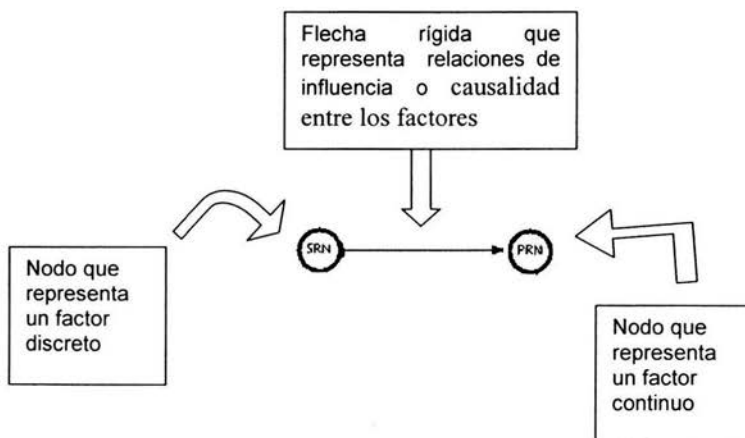 Flecha rígida que
representa relaciones de
influencia o causalidad
entre los factores
SRN
PRN
Nodo que
representa
un factor
discreto
Nodo que
representa
un factor
continuo